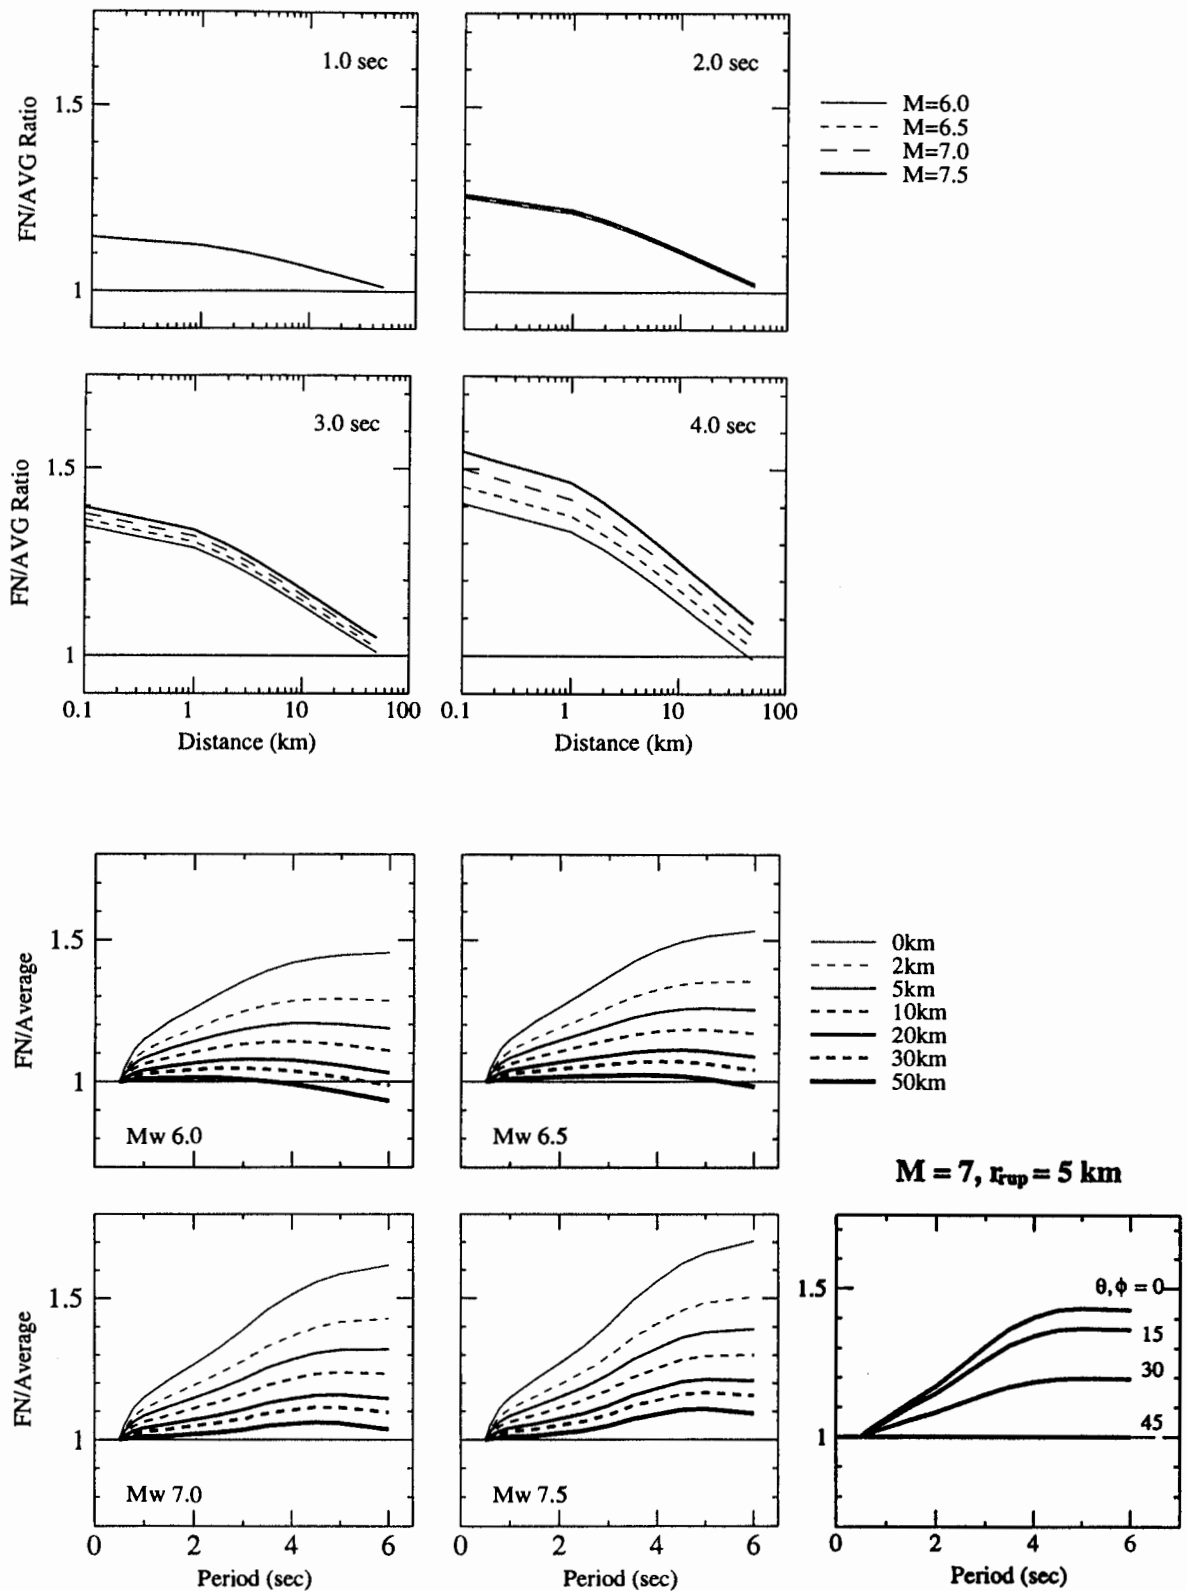 1.0 sec
2.0 sec
M=6.0
M=6.5
M=7.0
M=7.5
1.5
1
FN/AVG Ratio
3.0 sec
4.0 sec
1.5
1
FN/AVG Ratio
0.1 1 10 100
0.1 1 10 100
Distance (km)
Distance (km)
1.5
1
FN/Average
Mw 6.0
Mw 6.5
0km
2km
5km
10km
20km
30km
50km
1.5
1
FN/Average
Mw 7.0
Mw 7.5
0 2 4 6
0 2 4 6
Period (sec)
Period (sec)
M = 7, rrup = 5 km
θ, ϕ = 0
15
30
45
1.5
1
0 2 4 6
Period (sec)